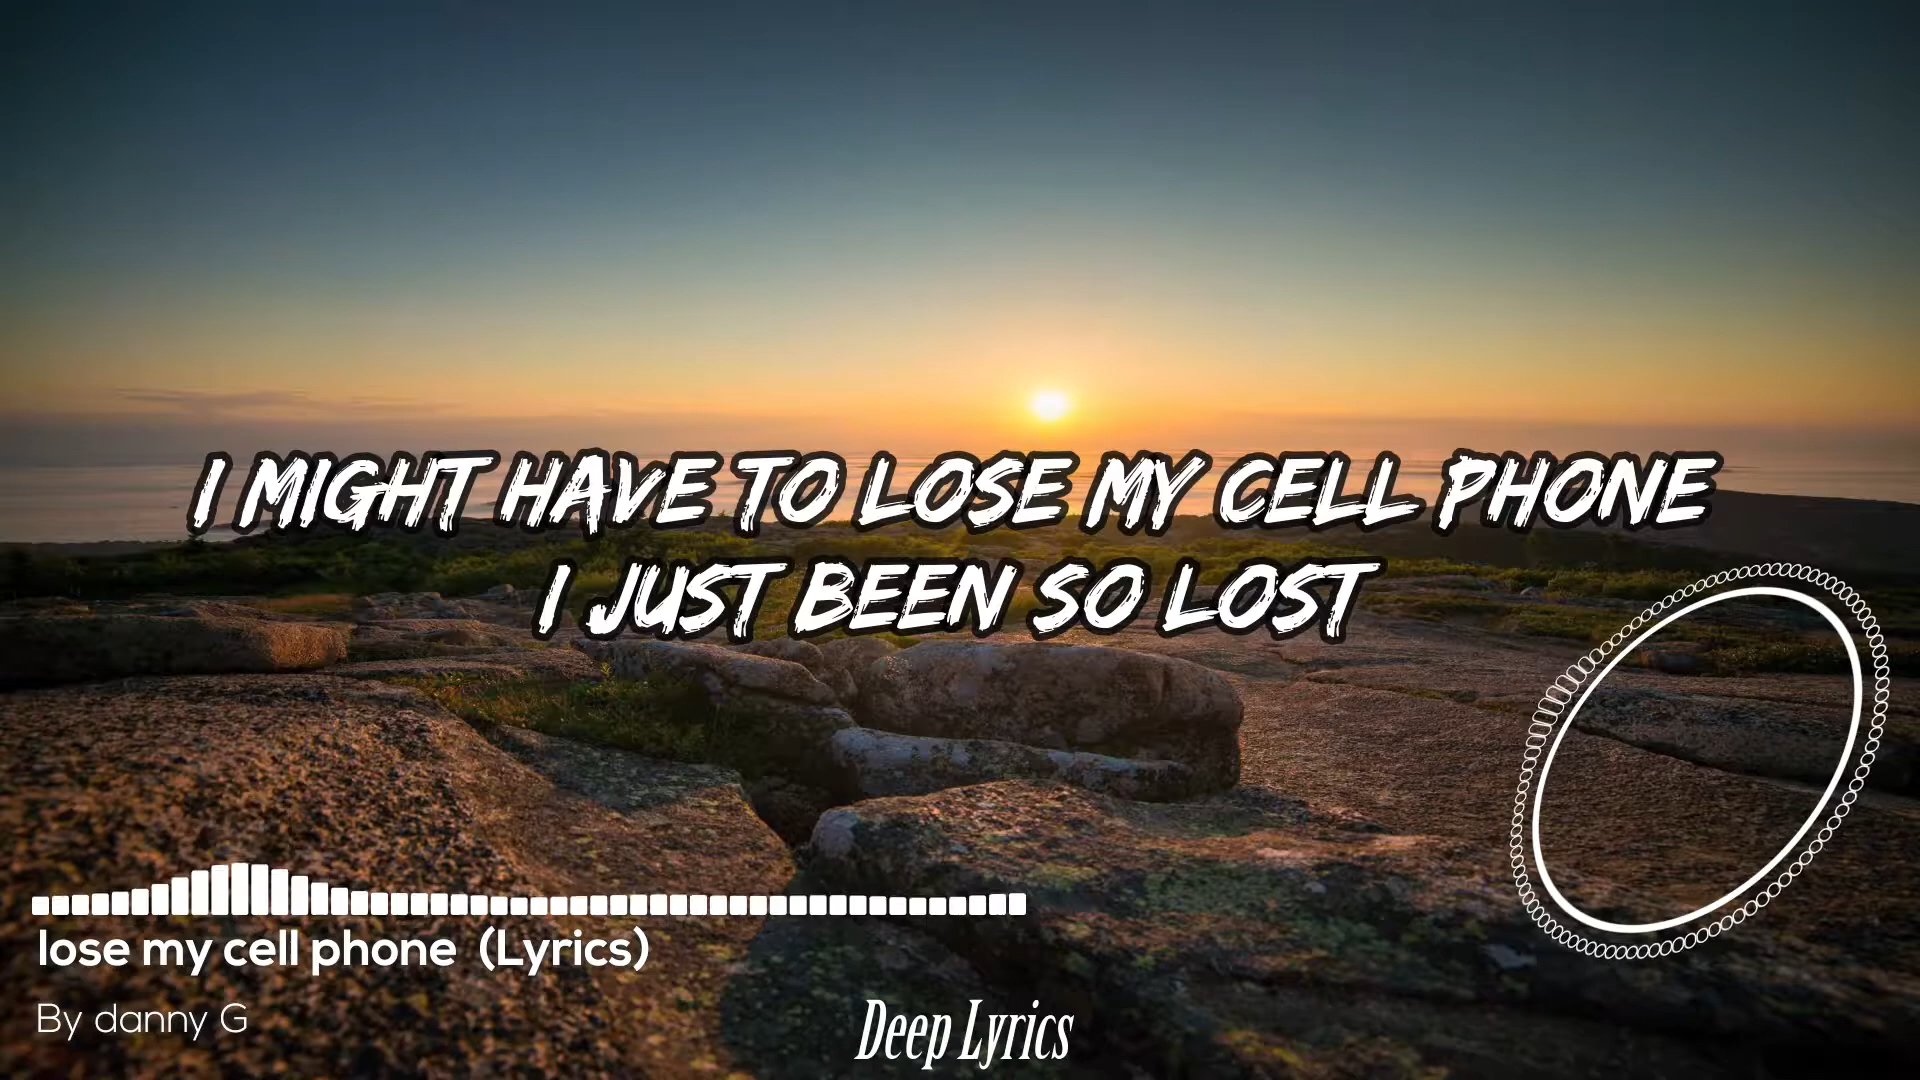 I MIGHT HAVE TO LOSE MY CELL PHONE
I JUST BEEN SO LOST
lose my cell phone (Lyrics)
By danny G
Deep Lyrics